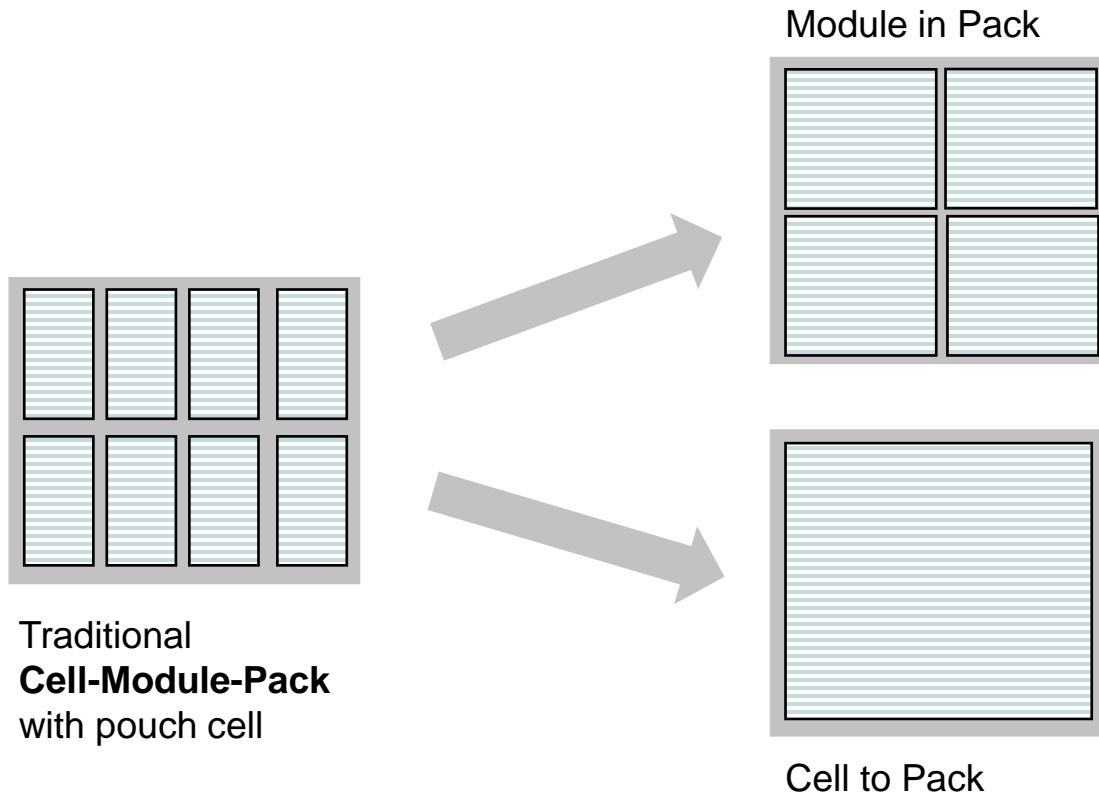 Module in Pack
Traditional
Cell-Module-Pack
with pouch cell
Cell to Pack